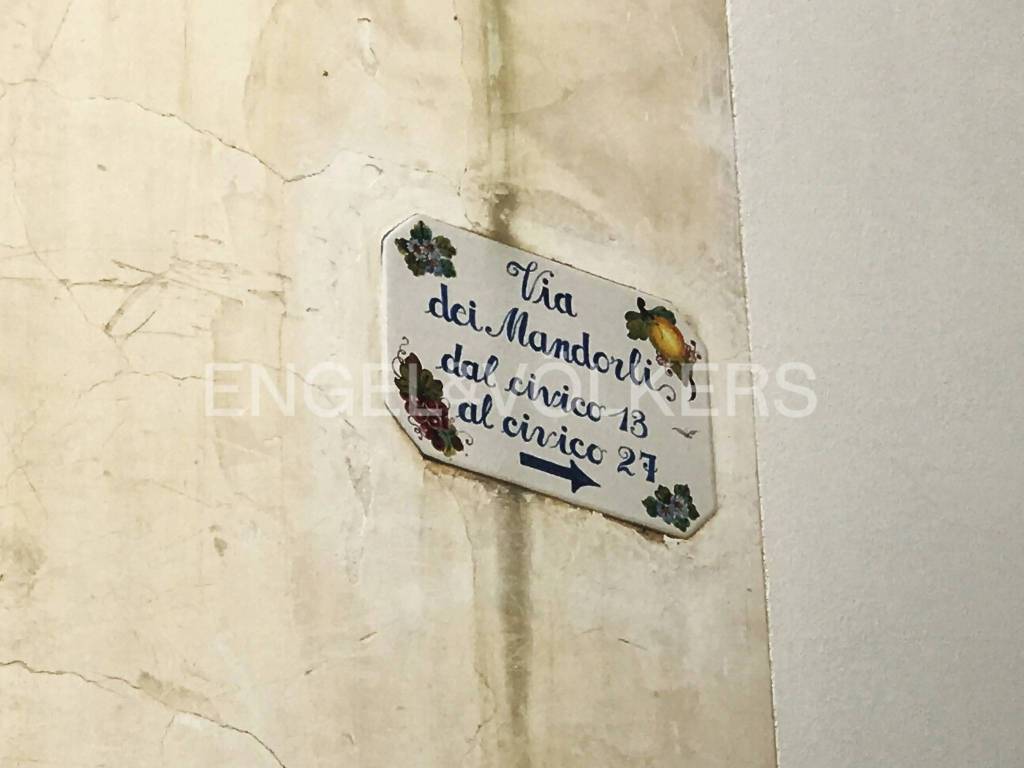 Via
dei Mandorli
dal civico 13
al civico 27
ENGEL&VÖLKERS